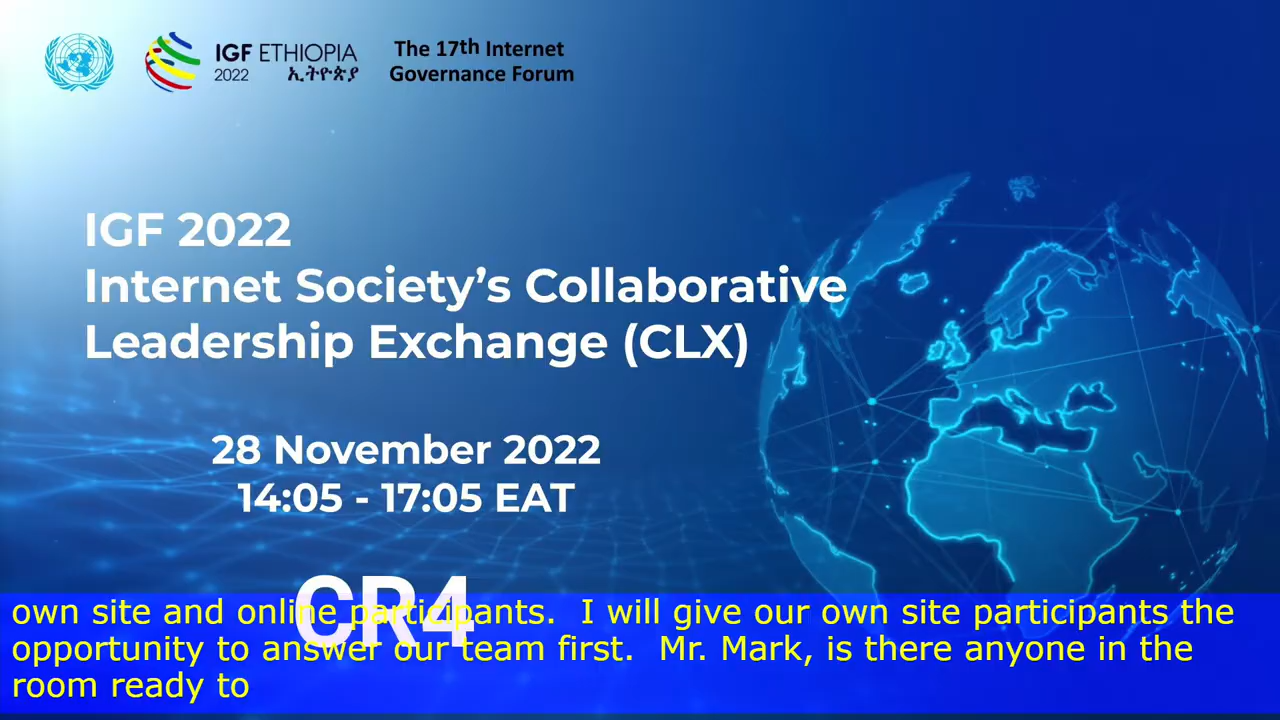 IGF ETHIOPIA
2022 ኢትዮጵያ
The 17th Internet
Governance Forum
IGF 2022
Internet Society’s Collaborative
Leadership Exchange (CLX)
28 November 2022
14:05 - 17:05 EAT
CR4
own site and online participants.  I will give our own site participants the
opportunity to answer our team first.  Mr. Mark, is there anyone in the
room ready to